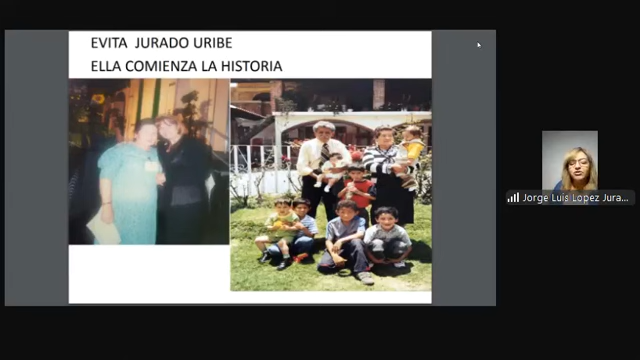 EVITA JURADO URIBE
ELLA COMIENZA LA HISTORIA
Jorge Luis Lopez Jura...